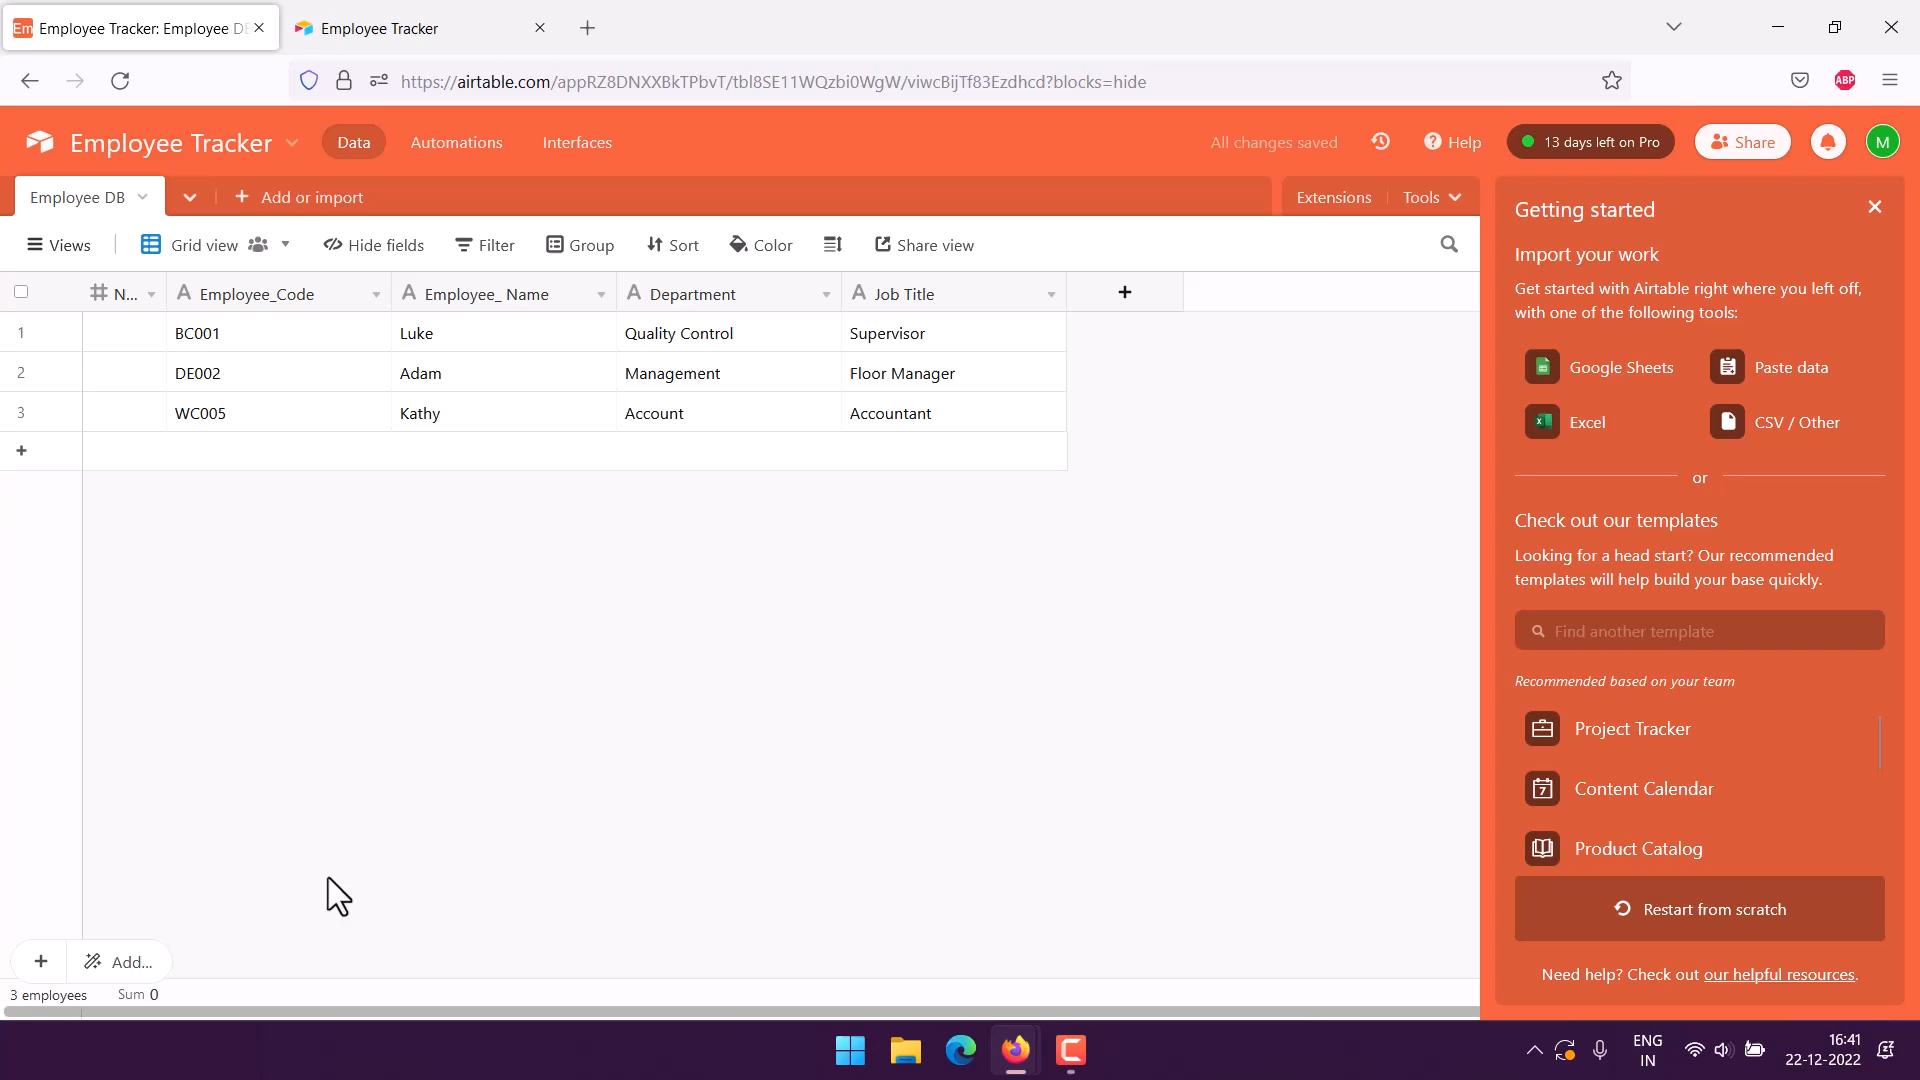 Em Employee Tracker: Employee DB
Employee Tracker
https://airtable.com/appRZ8DNXXBkTPbvT/tbl8SE11WQzbi0WgW/viwcBijTf83Ezdhcd?blocks=hide
ABP
Employee Tracker
Data
Automations
Interfaces
All changes saved
Help
13 days left on Pro
Share
M
Employee DB
Add or import
Extensions
Tools
Views
Grid view
Hide fields
Filter
Group
Sort
Color
Share view
N...
Employee_Code
Employee_ Name
Department
Job Title
1 BC001 Luke Quality Control Supervisor
2 DE002 Adam Management Floor Manager
3 WC005 Kathy Account Accountant
Add...
3 employees
Sum 0
Getting started
Import your work
Get started with Airtable right where you left off,
with one of the following tools:
Google Sheets
Paste data
Excel
CSV / Other
or
Check out our templates
Looking for a head start? Our recommended
templates will help build your base quickly.
Find another template
Recommended based on your team
Project Tracker
7
Content Calendar
Product Catalog
Restart from scratch
Need help? Check out our helpful resources.
ENG
IN
16:41
22-12-2022